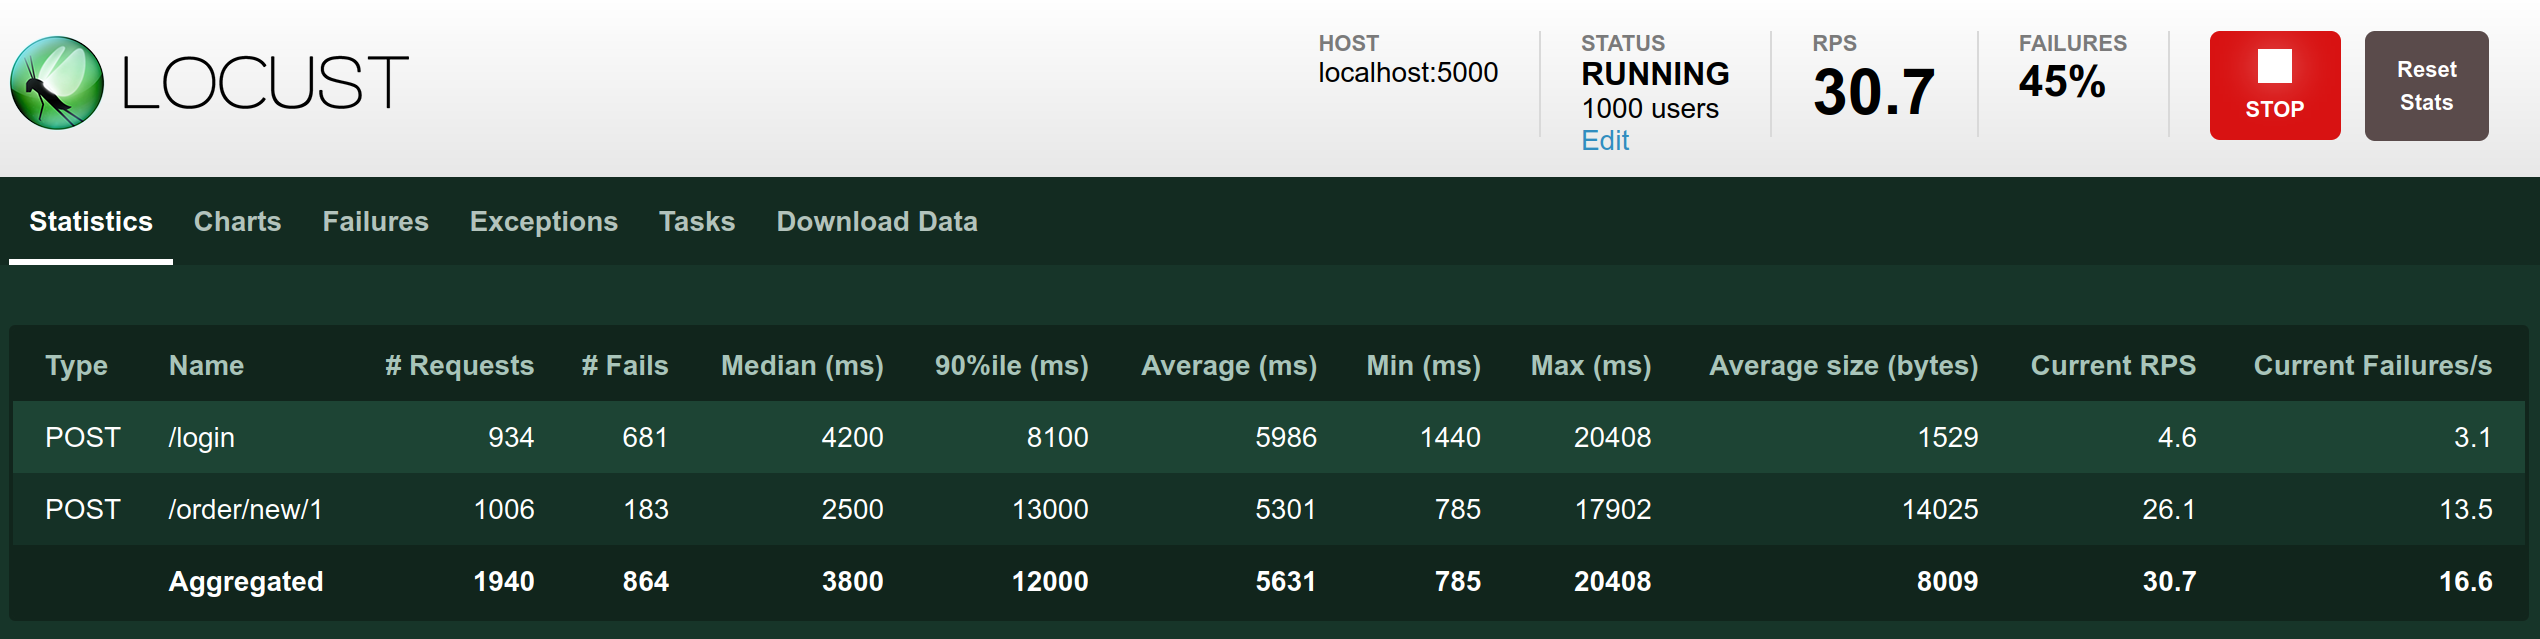 LOCUST
HOST
localhost:5000
STATUS
RUNNING
1000 users
Edit
RPS
30.7
FAILURES
45%
STOP
Reset
Stats
Statistics Charts Failures Exceptions Tasks Download Data
Type Name # Requests # Fails Median (ms) 90%ile (ms) Average (ms) Min (ms) Max (ms) Average size (bytes) Current RPS Current Failures/s
POST /login 934 681 4200 8100 5986 1440 20408 1529 4.6 3.1
POST /order/new/1 1006 183 2500 13000 5301 785 17902 14025 26.1 13.5
Aggregated 1940 864 3800 12000 5631 785 20408 8009 30.7 16.6